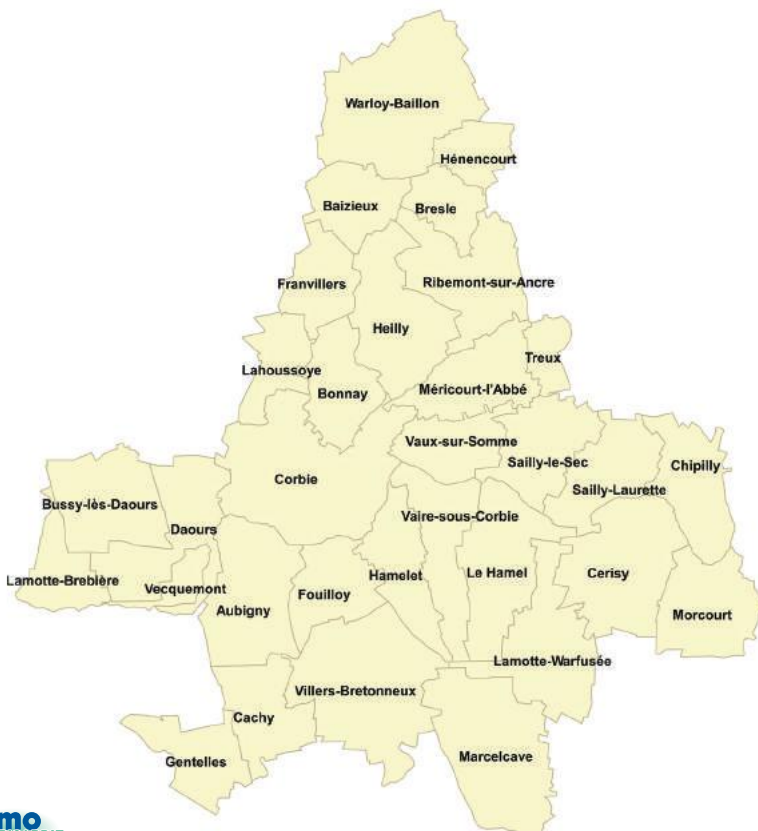 Warloy-Baillon
Hénencourt
Baizieux
Bresle
Franvillers
Ribemont-sur-Ancre
Heilly
Treux
Lahoussoye
Méricourt-l'Abbé
Bonnay
Vaux-sur-Somme
Sailly-le-Sec
Chipilly
Corbie
Sailly-Laurette
Bussy-lès-Daours
Vaire-sous-Corbie
Daours
Lamotte-Brebière
Hamelet
Le Hamel
Cerisy
Vecquemont
Fouilloy
Aubigny
Morcourt
Lamotte-Warfusée
Villers-Bretonneux
Cachy
Marcelcave
Gentelles
mo